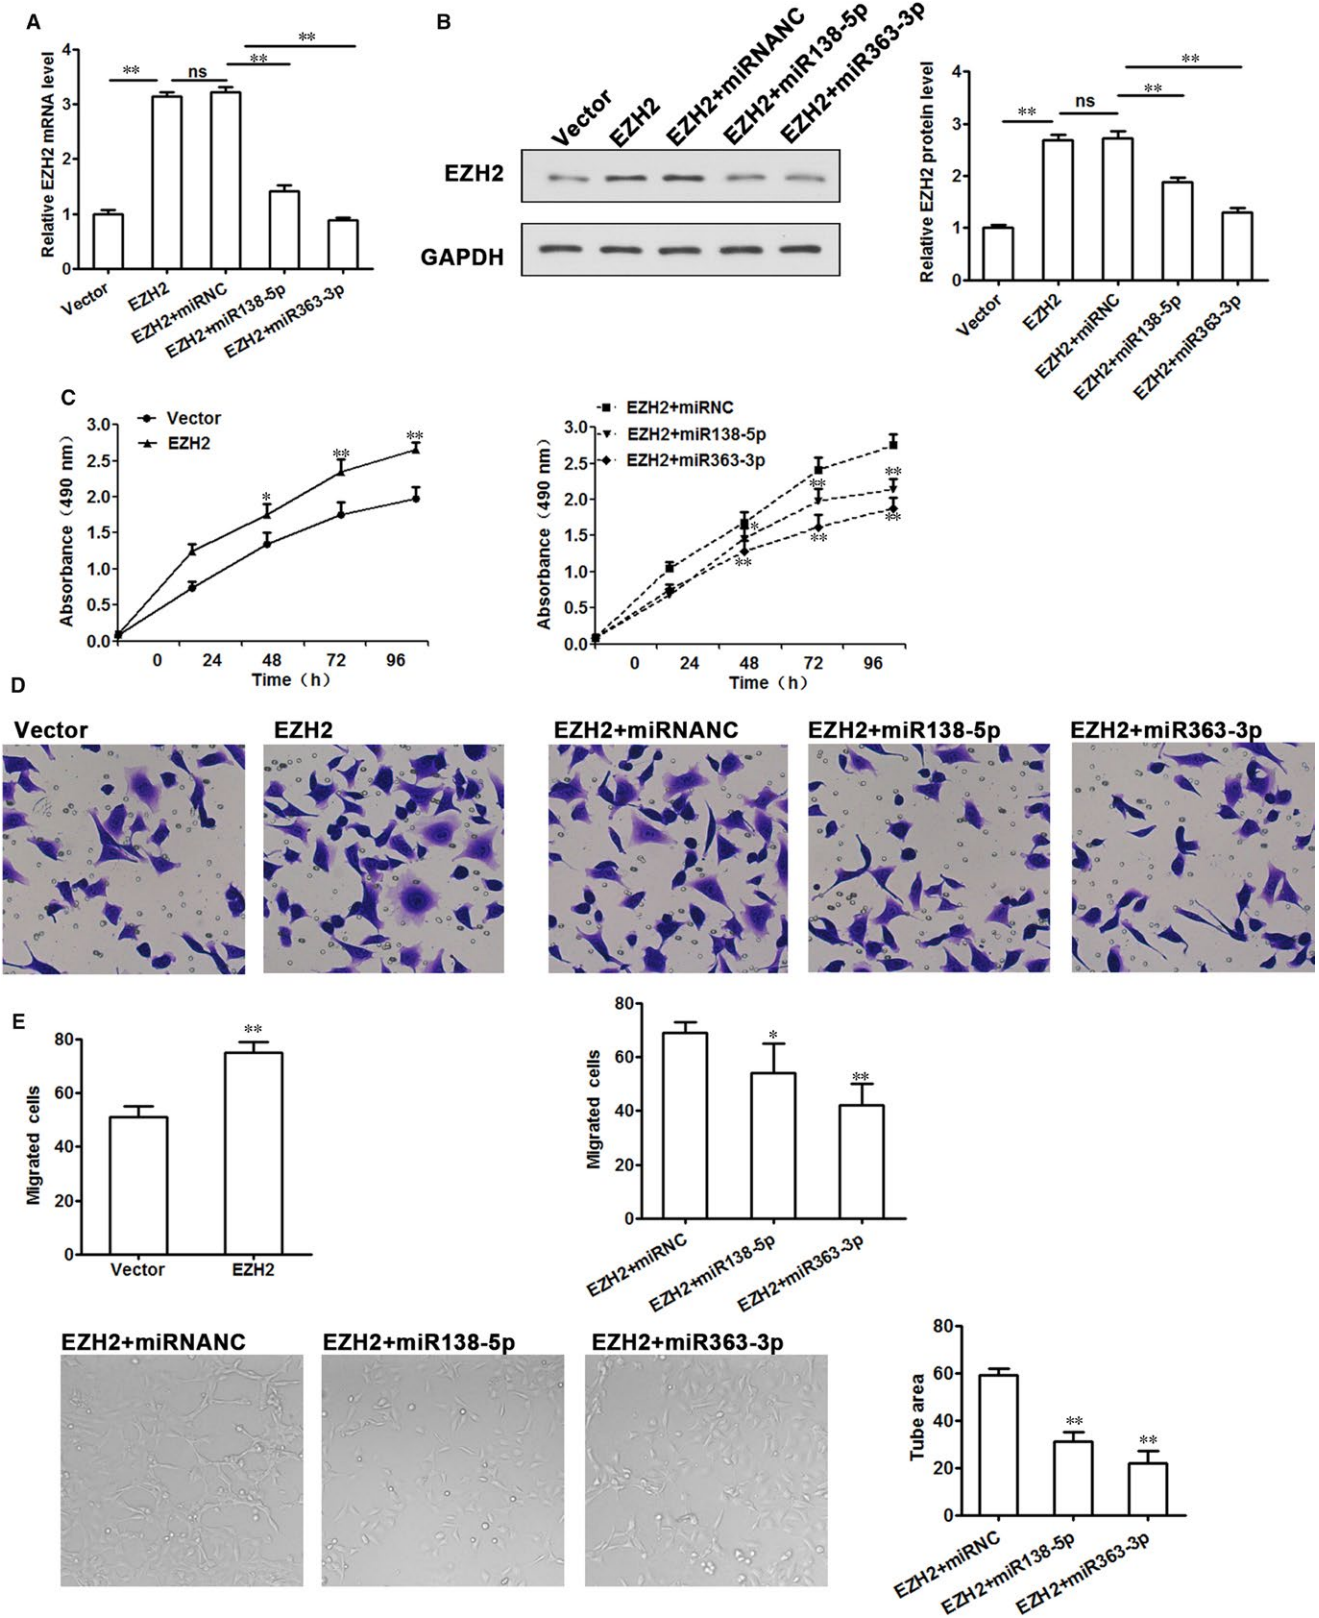 A
Relative EZH2 mRNA level
4
3
2
1
0
**
ns
**
**
Vector
EZH2
EZH2+miRNC
EZH2+miR138-5p
EZH2+miR363-3p
B
Vector
EZH2
EZH2+miRNANC
EZH2+miR138-5p
EZH2+miR363-3p
EZH2
GAPDH
Relative EZH2 protein level
4
3
2
1
0
**
ns
**
**
Vector
EZH2
EZH2+miRNC
EZH2+miR138-5p
EZH2+miR363-3p
C
Vector
EZH2
Absorbance (490 nm)
3.0
2.5
2.0
1.5
1.0
0.5
0.0
*
**
**
0 24 48 72 96
Time (h)
EZH2+miRNC
EZH2+miR138-5p
EZH2+miR363-3p
Absorbance (490 nm)
3.0
2.5
2.0
1.5
1.0
0.5
0.0
*
**
**
**
**
**
0 24 48 72 96
Time (h)
D
Vector
EZH2
EZH2+miRNANC
EZH2+miR138-5p
EZH2+miR363-3p
E
Migrated cells
80
60
40
20
0
**
Vector
EZH2
Migrated cells
80
60
40
20
0
*
**
EZH2+miRNC
EZH2+miR138-5p
EZH2+miR363-3p
EZH2+miRNANC
EZH2+miR138-5p
EZH2+miR363-3p
Tube area
80
60
40
20
0
**
**
EZH2+miRNC
EZH2+miR138-5p
EZH2+miR363-3p